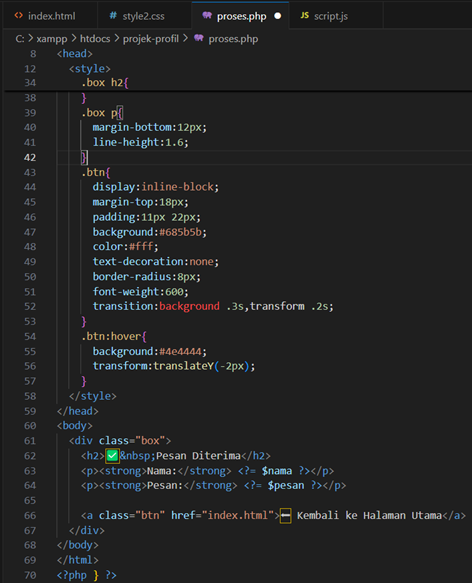 index.html
style2.css
proses.php
script.js
C: > xampp > htdocs > projek-profil > proses.php
8 <head>
12 <style>
34 .box h2{
38 }
39 .box p{
40 margin-bottom:12px;
41 line-height:1.6;
42 }
43 .btn{
44 display:inline-block;
45 margin-top:18px;
46 padding:11px 22px;
47 background:#685b5b;
48 color:#fff;
49 text-decoration:none;
50 border-radius:8px;
51 font-weight:600;
52 transition:background .3s,transform .2s;
53 }
54 .btn:hover{
55 background:#4e4444;
56 transform:translateY(-2px);
57 }
58 </style>
59 </head>
60 <body>
61 <div class="box">
62 <h2>✅&nbsp;Pesan Diterima</h2>
63 <p><strong>Nama:</strong> <?= $nama ?></p>
64 <p><strong>Pesan:</strong> <?= $pesan ?></p>
65
66 <a class="btn" href="index.html">⬅ Kembali ke Halaman Utama</a>
67 </div>
68 </body>
69 </html>
70 <?php } ?>